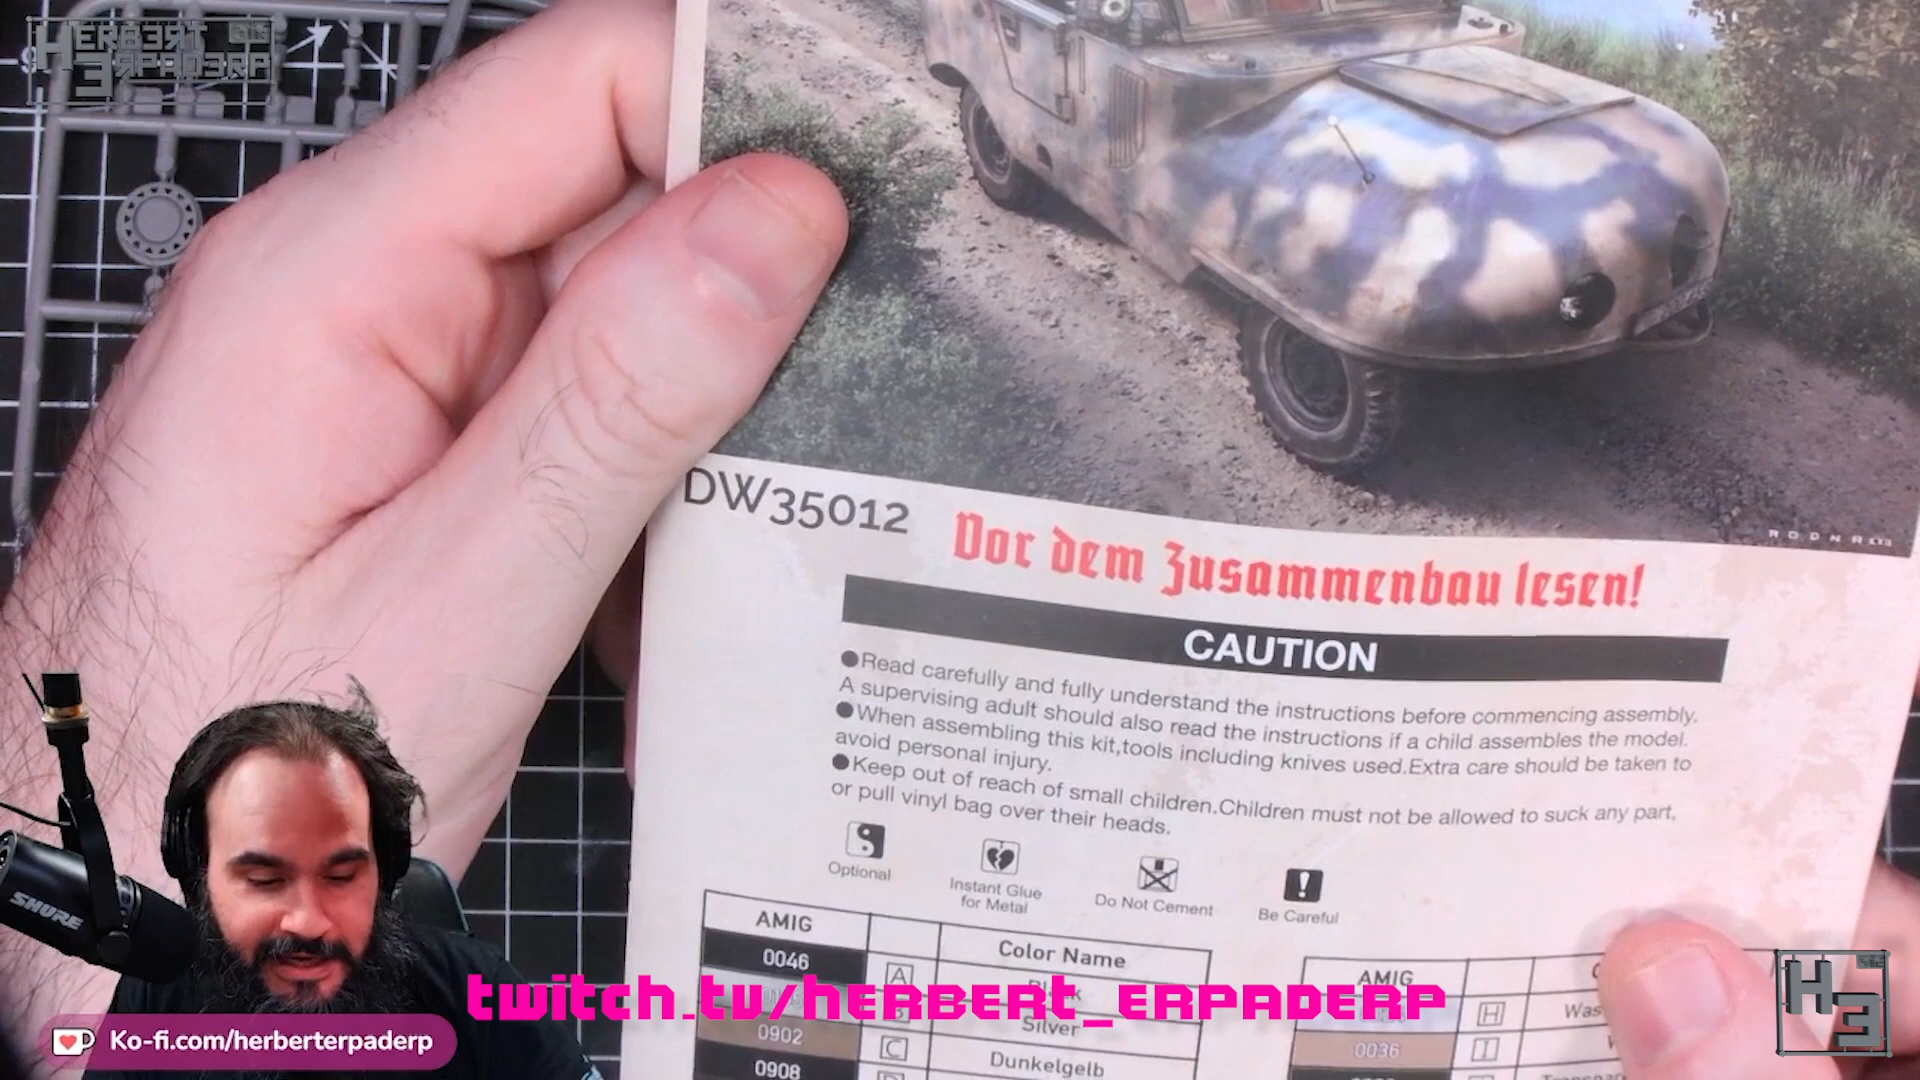 HERB3RT
3RPAD3RP
RODNA
DW35012
Vor dem Zusammenbau lesen!
CAUTION
●Read carefully and fully understand the instructions before commencing assembly.
A supervising adult should also read the instructions if a child assembles the model.
●When assembling this kit,tools including knives used.Extra care should be taken to
avoid personal injury.
●Keep out of reach of small children.Children must not be allowed to suck any part,
or pull vinyl bag over their heads.
Optional
Instant Glue
for Metal
Do Not Cement
Be Careful
AMIG
Color Name
0046
A
Silver
0902
C
Dunkelgelb
0908
AMIG
H
Was
0036
I
SHURE
twitch.tv/herbert_erpaderp
Ko-fi.com/herberterpaderp
H3